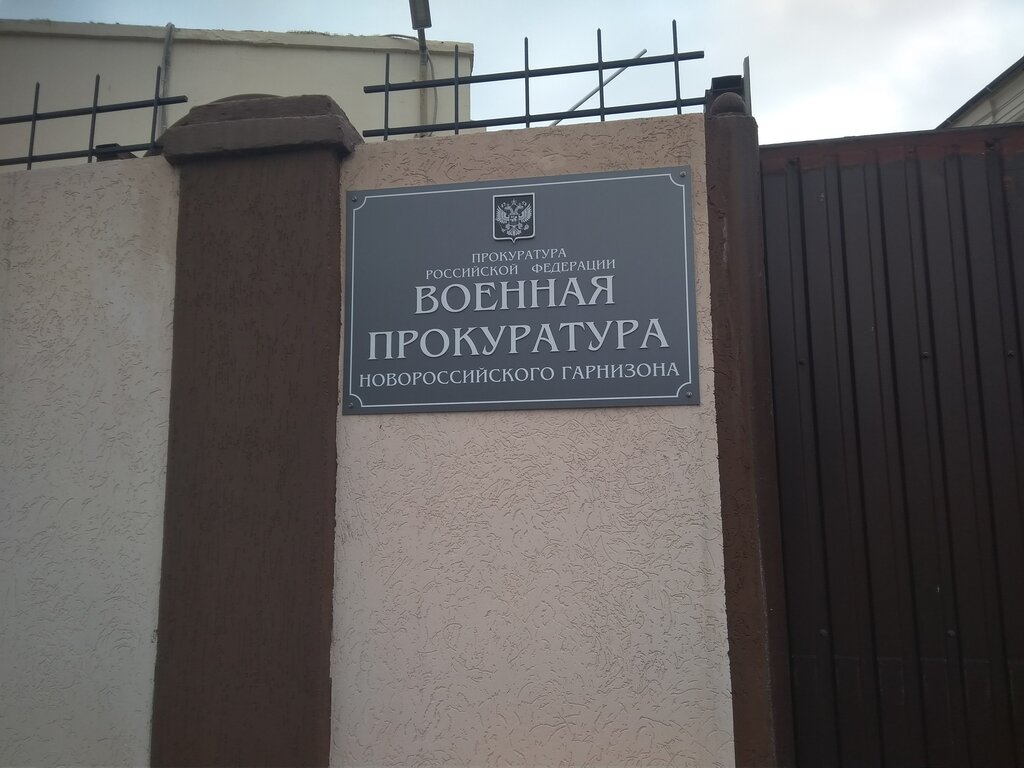 ПРОКУРАТУРА
РОССИЙСКОЙ ФЕДЕРАЦИИ
ВОЕННАЯ
ПРОКУРАТУРА
НОВОРОССИЙСКОГО ГАРНИЗОНА